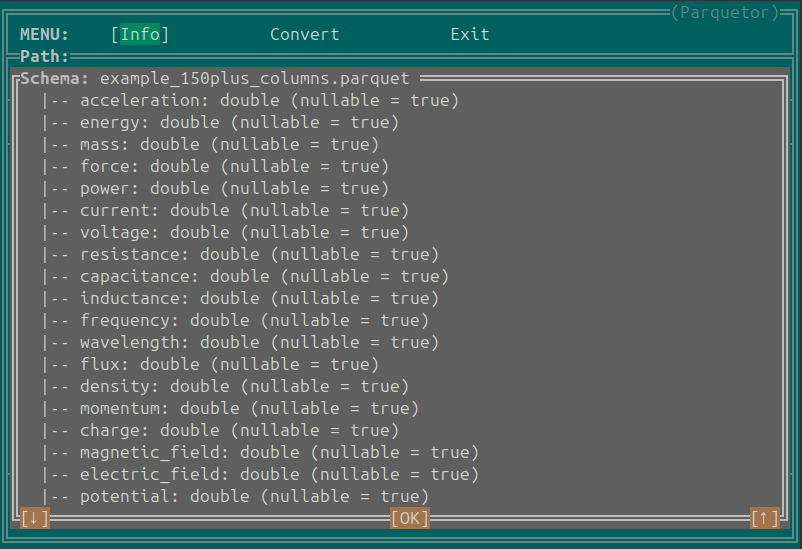 (Parquetor)
MENU: [Info] Convert Exit
Path:
Schema: example_150plus_columns.parquet
|-- acceleration: double (nullable = true)
|-- energy: double (nullable = true)
|-- mass: double (nullable = true)
|-- force: double (nullable = true)
|-- power: double (nullable = true)
|-- current: double (nullable = true)
|-- voltage: double (nullable = true)
|-- resistance: double (nullable = true)
|-- capacitance: double (nullable = true)
|-- inductance: double (nullable = true)
|-- frequency: double (nullable = true)
|-- wavelength: double (nullable = true)
|-- flux: double (nullable = true)
|-- density: double (nullable = true)
|-- momentum: double (nullable = true)
|-- charge: double (nullable = true)
|-- magnetic_field: double (nullable = true)
|-- electric_field: double (nullable = true)
|-- potential: double (nullable = true)
[↓] [OK] [↑]